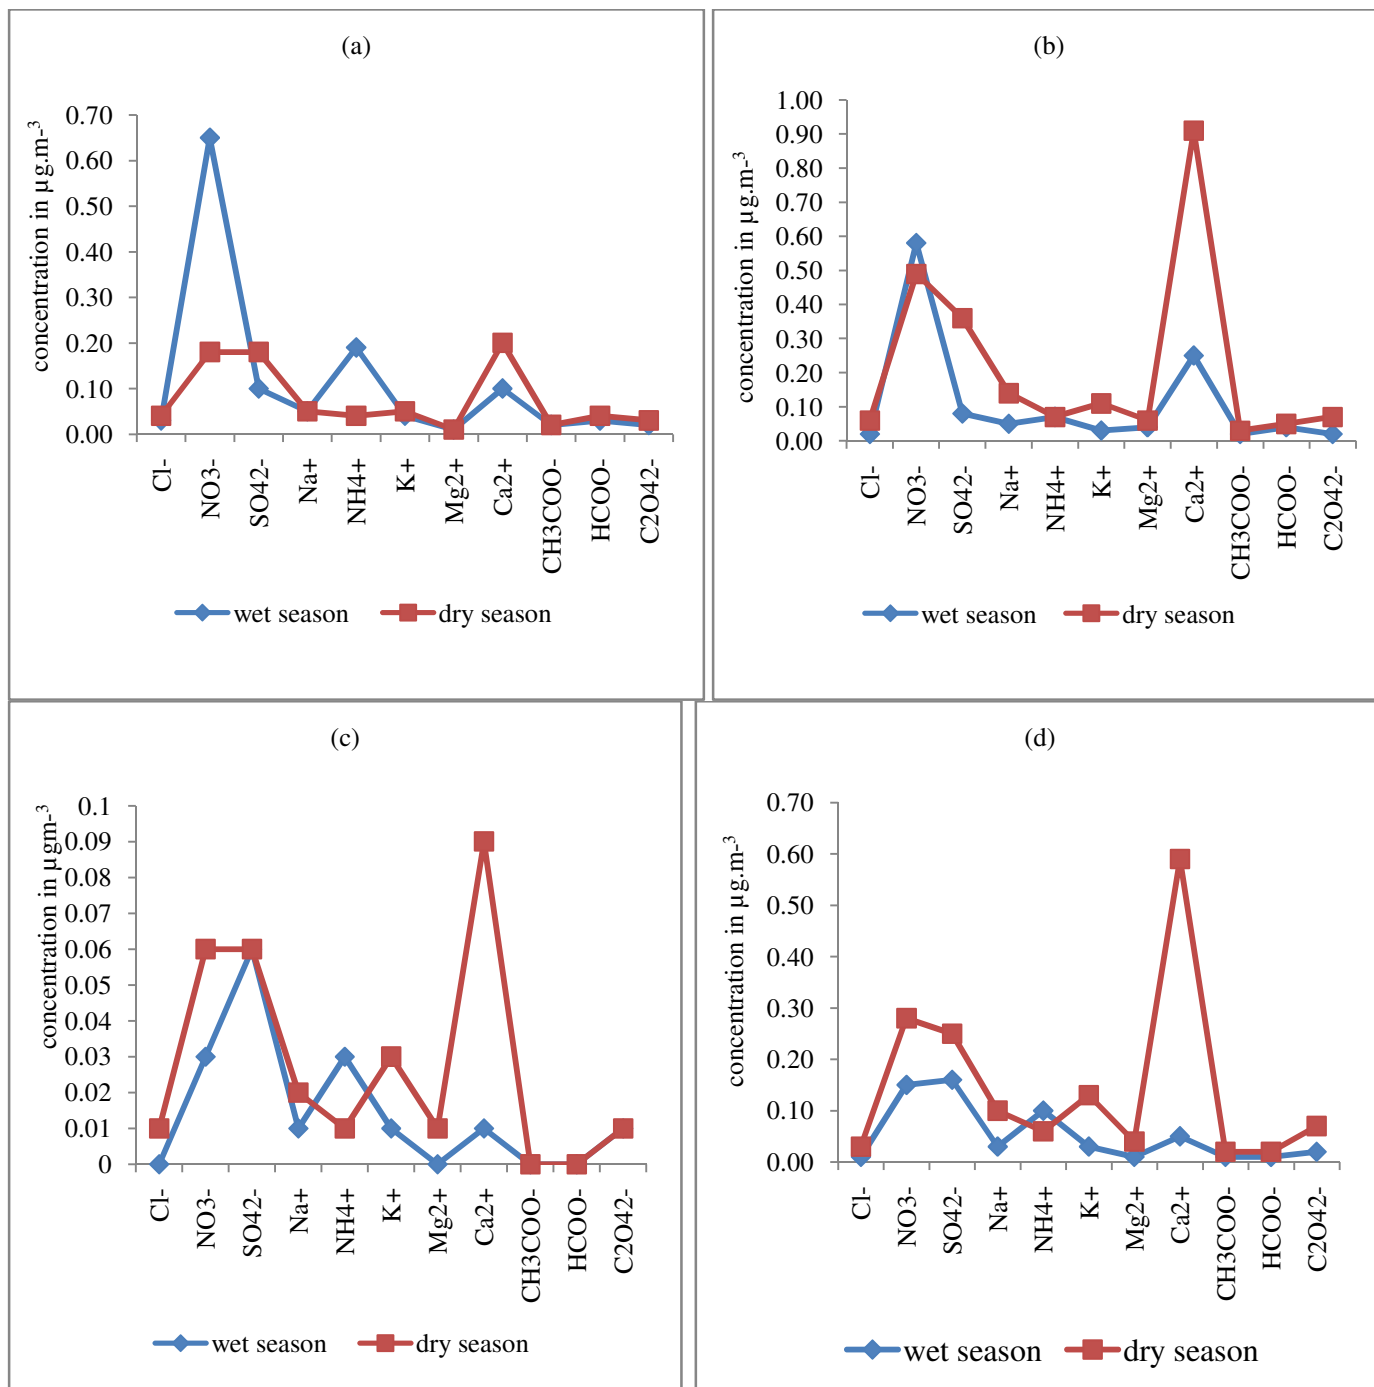 (a)
concentration in µg.m-³
0.70
0.60
0.50
0.40
0.30
0.20
0.10
0.00
Cl-
NO3-
SO42-
Na+
NH4+
K+
Mg2+
Ca2+
CH3COO-
HCOO-
C2O42-
wet season dry season
(b)
concentration in µg.m-³
1.00
0.90
0.80
0.70
0.60
0.50
0.40
0.30
0.20
0.10
0.00
Cl-
NO3-
SO42-
Na+
NH4+
K+
Mg2+
Ca2+
CH3COO-
HCOO-
C2O42-
wet season dry season
(c)
concentration in µgm-³
0.1
0.09
0.08
0.07
0.06
0.05
0.04
0.03
0.02
0.01
0
Cl-
NO3-
SO42-
Na+
NH4+
K+
Mg2+
Ca2+
CH3COO-
HCOO-
C2O42-
wet season dry season
(d)
concentration in µg.m-³
0.70
0.60
0.50
0.40
0.30
0.20
0.10
0.00
Cl-
NO3-
SO42-
Na+
NH4+
K+
Mg2+
Ca2+
CH3COO-
HCOO-
C2O42-
wet season dry season